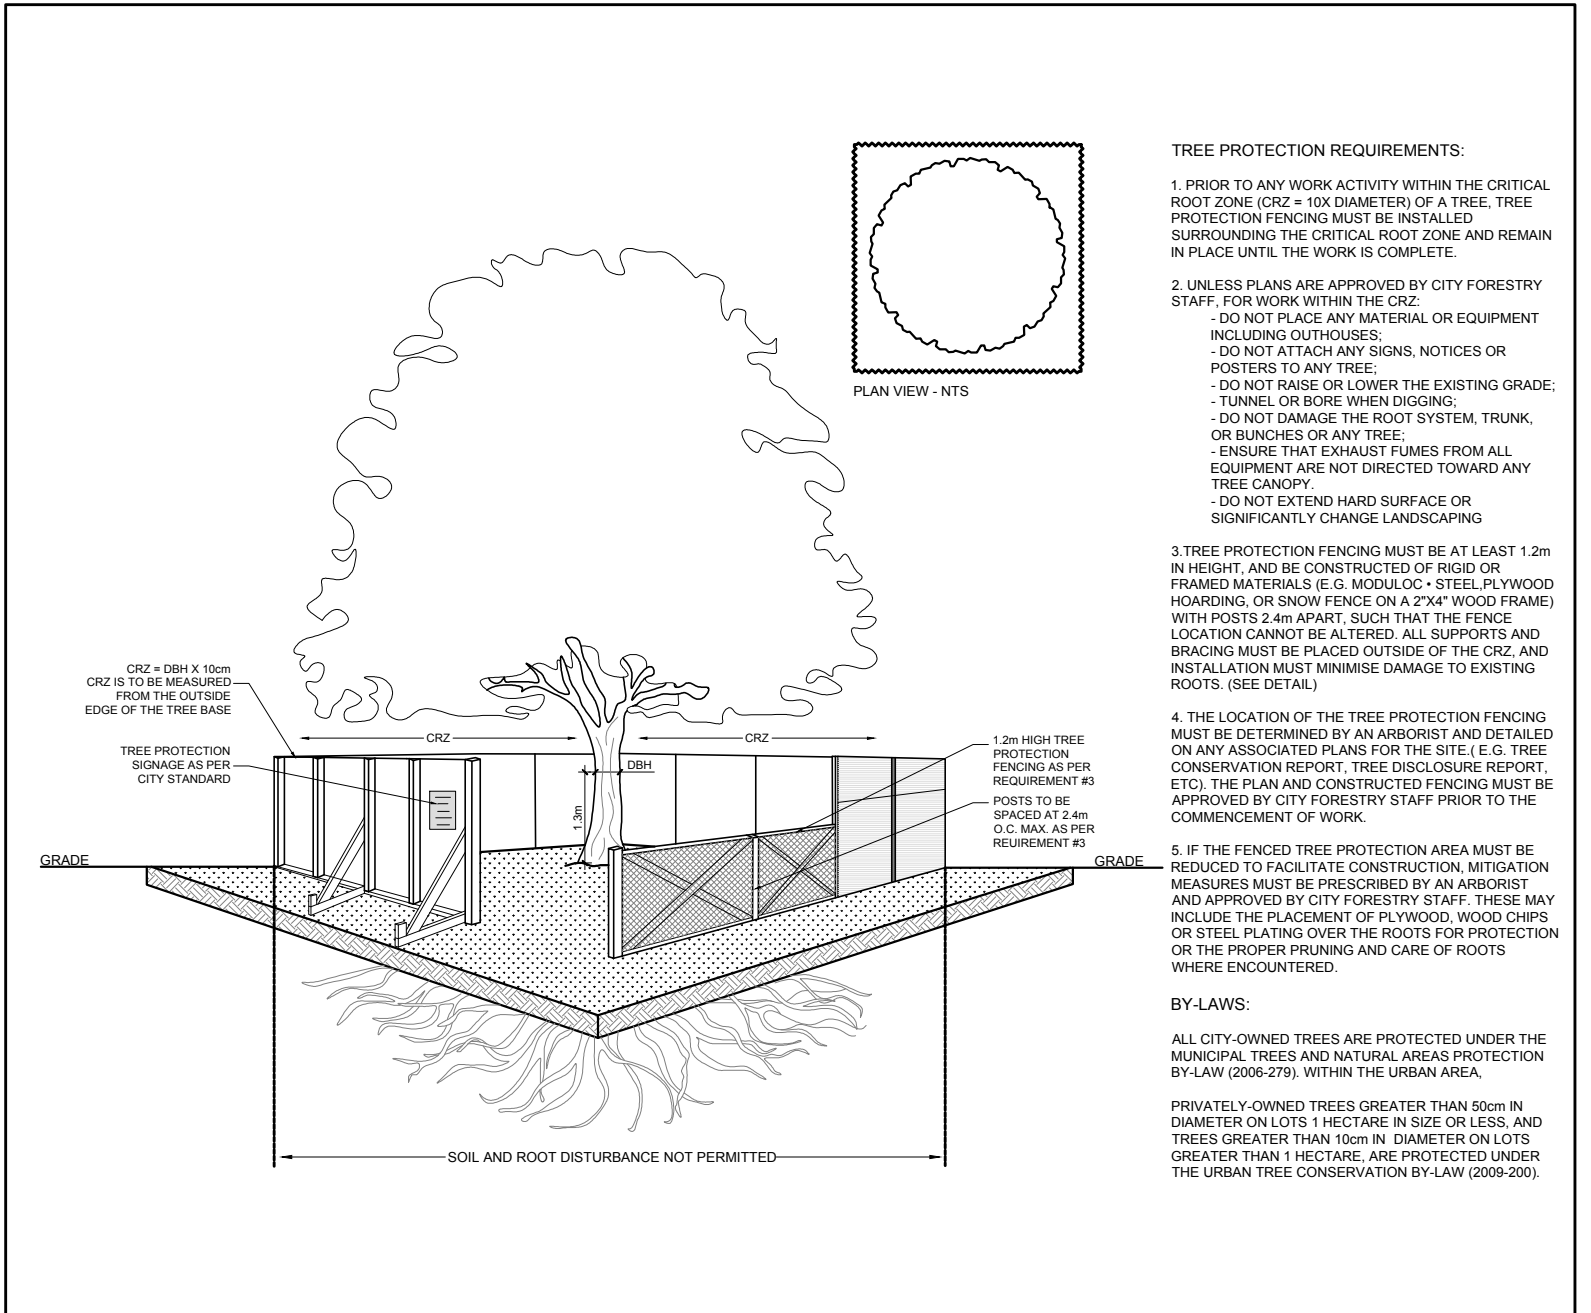 PLAN VIEW - NTS
CRZ = DBH X 10cm
CRZ IS TO BE MEASURED
FROM THE OUTSIDE
EDGE OF THE TREE BASE
TREE PROTECTION
SIGNAGE AS PER
CITY STANDARD
CRZ
CRZ
DBH
1.3m
1.2m HIGH TREE
PROTECTION
FENCING AS PER
REQUIREMENT #3
POSTS TO BE
SPACED AT 2.4m
O.C. MAX. AS PER
REUIREMENT #3
GRADE
GRADE
SOIL AND ROOT DISTURBANCE NOT PERMITTED
TREE PROTECTION REQUIREMENTS:
1. PRIOR TO ANY WORK ACTIVITY WITHIN THE CRITICAL
ROOT ZONE (CRZ = 10X DIAMETER) OF A TREE, TREE
PROTECTION FENCING MUST BE INSTALLED
SURROUNDING THE CRITICAL ROOT ZONE AND REMAIN
IN PLACE UNTIL THE WORK IS COMPLETE.
2. UNLESS PLANS ARE APPROVED BY CITY FORESTRY
STAFF, FOR WORK WITHIN THE CRZ:
- DO NOT PLACE ANY MATERIAL OR EQUIPMENT
INCLUDING OUTHOUSES;
- DO NOT ATTACH ANY SIGNS, NOTICES OR
POSTERS TO ANY TREE;
- DO NOT RAISE OR LOWER THE EXISTING GRADE;
- TUNNEL OR BORE WHEN DIGGING;
- DO NOT DAMAGE THE ROOT SYSTEM, TRUNK,
OR BUNCHES OR ANY TREE;
- ENSURE THAT EXHAUST FUMES FROM ALL
EQUIPMENT ARE NOT DIRECTED TOWARD ANY
TREE CANOPY.
- DO NOT EXTEND HARD SURFACE OR
SIGNIFICANTLY CHANGE LANDSCAPING
3.TREE PROTECTION FENCING MUST BE AT LEAST 1.2m
IN HEIGHT, AND BE CONSTRUCTED OF RIGID OR
FRAMED MATERIALS (E.G. MODULOC • STEEL,PLYWOOD
HOARDING, OR SNOW FENCE ON A 2"X4" WOOD FRAME)
WITH POSTS 2.4m APART, SUCH THAT THE FENCE
LOCATION CANNOT BE ALTERED. ALL SUPPORTS AND
BRACING MUST BE PLACED OUTSIDE OF THE CRZ, AND
INSTALLATION MUST MINIMISE DAMAGE TO EXISTING
ROOTS. (SEE DETAIL)
4. THE LOCATION OF THE TREE PROTECTION FENCING
MUST BE DETERMINED BY AN ARBORIST AND DETAILED
ON ANY ASSOCIATED PLANS FOR THE SITE.( E.G. TREE
CONSERVATION REPORT, TREE DISCLOSURE REPORT,
ETC). THE PLAN AND CONSTRUCTED FENCING MUST BE
APPROVED BY CITY FORESTRY STAFF PRIOR TO THE
COMMENCEMENT OF WORK.
5. IF THE FENCED TREE PROTECTION AREA MUST BE
REDUCED TO FACILITATE CONSTRUCTION, MITIGATION
MEASURES MUST BE PRESCRIBED BY AN ARBORIST
AND APPROVED BY CITY FORESTRY STAFF. THESE MAY
INCLUDE THE PLACEMENT OF PLYWOOD, WOOD CHIPS
OR STEEL PLATING OVER THE ROOTS FOR PROTECTION
OR THE PROPER PRUNING AND CARE OF ROOTS
WHERE ENCOUNTERED.
BY-LAWS:
ALL CITY-OWNED TREES ARE PROTECTED UNDER THE
MUNICIPAL TREES AND NATURAL AREAS PROTECTION
BY-LAW (2006-279). WITHIN THE URBAN AREA,
PRIVATELY-OWNED TREES GREATER THAN 50cm IN
DIAMETER ON LOTS 1 HECTARE IN SIZE OR LESS, AND
TREES GREATER THAN 10cm IN DIAMETER ON LOTS
GREATER THAN 1 HECTARE, ARE PROTECTED UNDER
THE URBAN TREE CONSERVATION BY-LAW (2009-200).